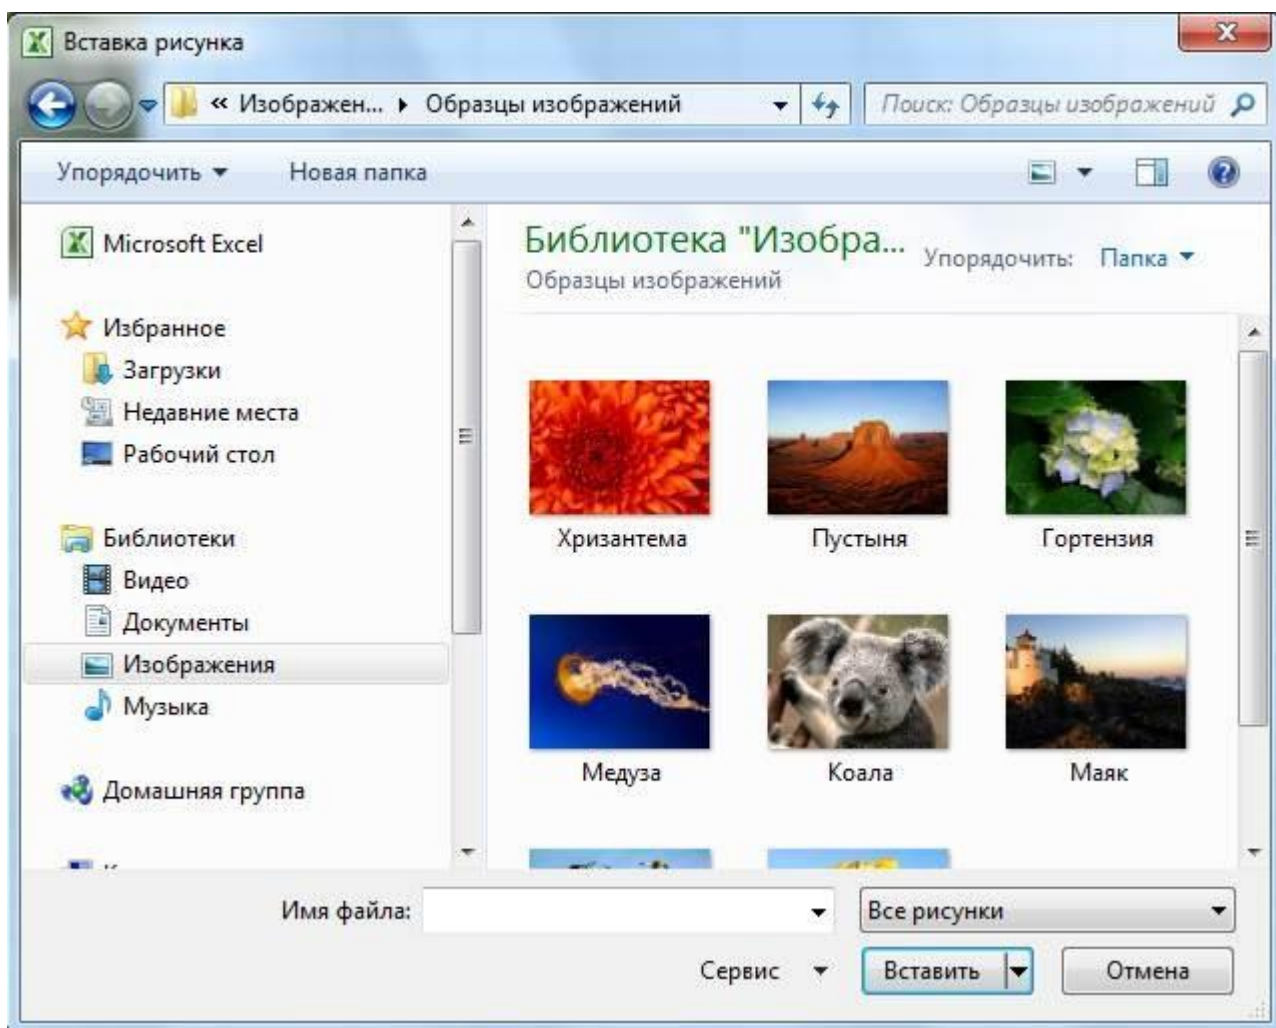 Вставка рисунка
« Изображен... Образцы изображений
Поиск: Образцы изображений
Упорядочить Новая папка
Microsoft Excel
Избранное
Загрузки
Недавние места
Рабочий стол
Библиотеки
Видео
Документы
Изображения
Музыка
Домашняя группа
Библиотека "Изобра...
Образцы изображений
Упорядочить: Папка
Хризантема Пустыня Гортензия
Медуза Коала Маяк
Имя файла: Все рисунки
Сервис Вставить Отмена